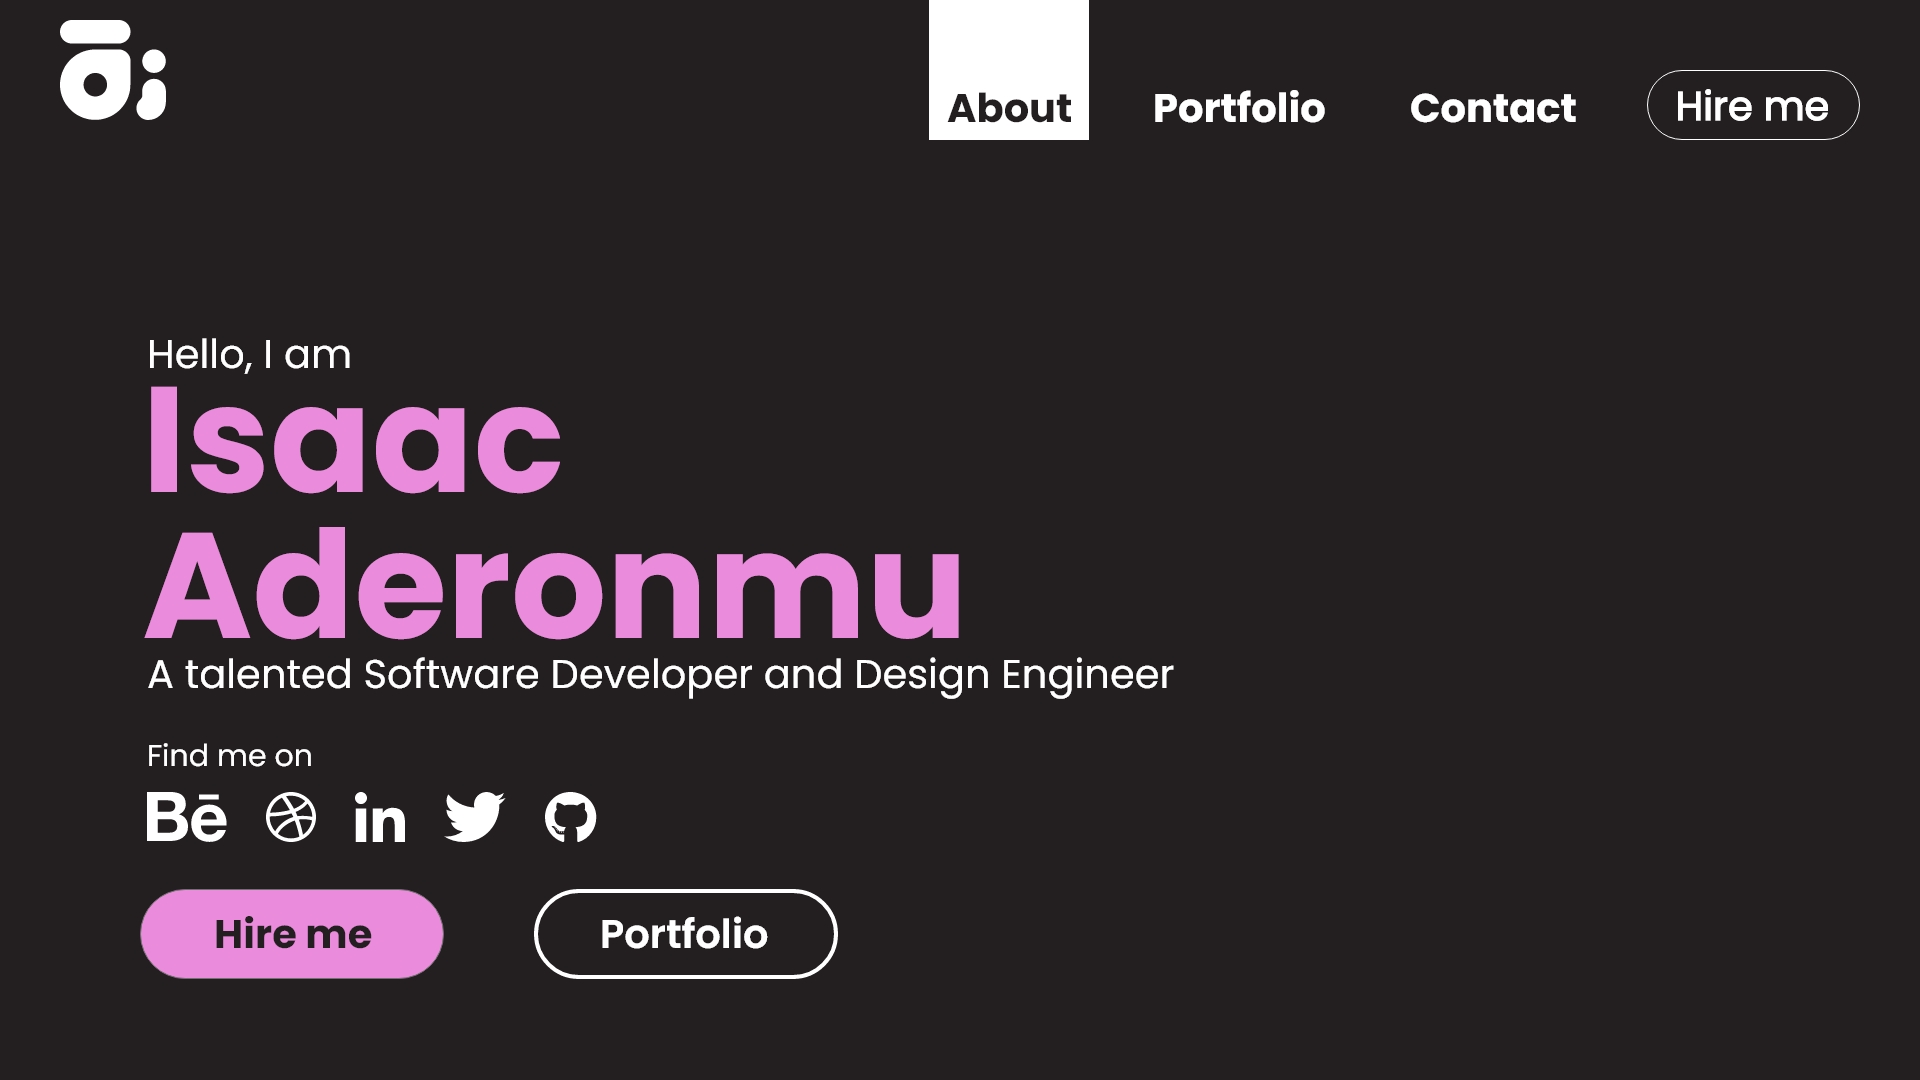 About
Portfolio
Contact
Hire me
Hello, I am
Isaac
Aderonmu
A talented Software Developer and Design Engineer
Find me on
Bē
in
Hire me
Portfolio